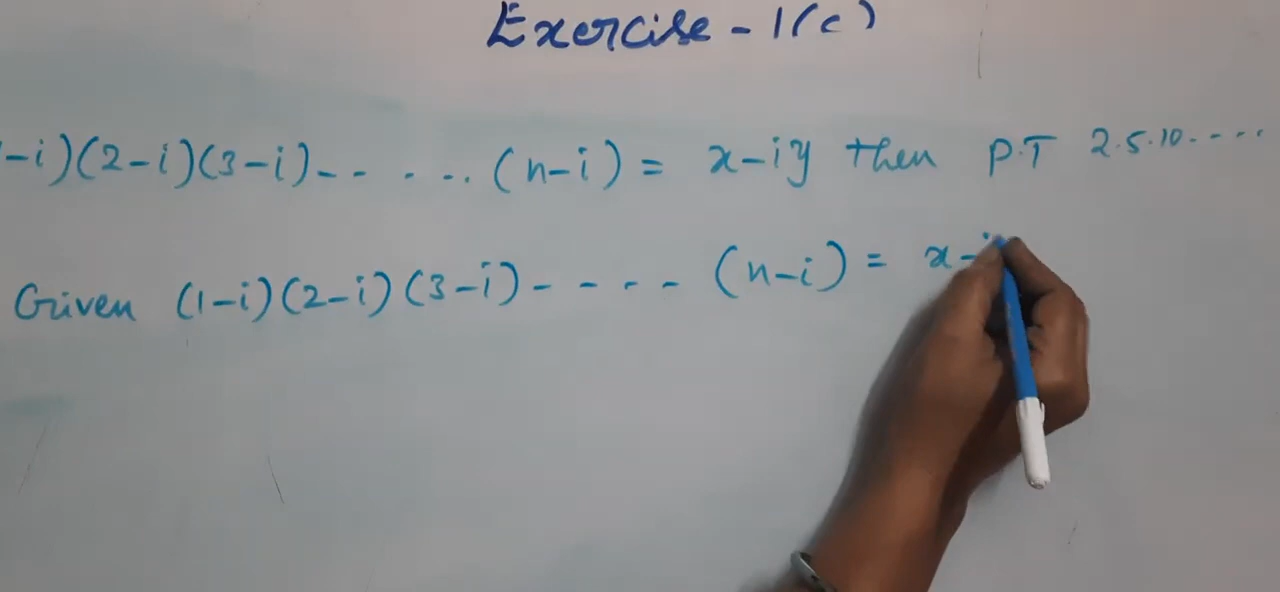 Exercise - 1(c)
-i)(2-i)(3-i)-- . ... (n-i) = x-iy then P.T 2.5.10.....
Given (1-i)(2-i)(3-i)- - - - - (n-i) = x-i